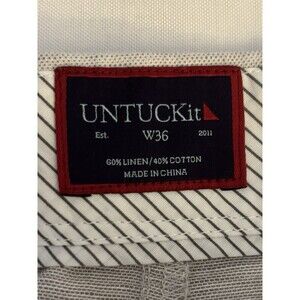 UNTUCKit
Est. W36 2011
60% LINEN/40% COTTON
MADE IN CHINA